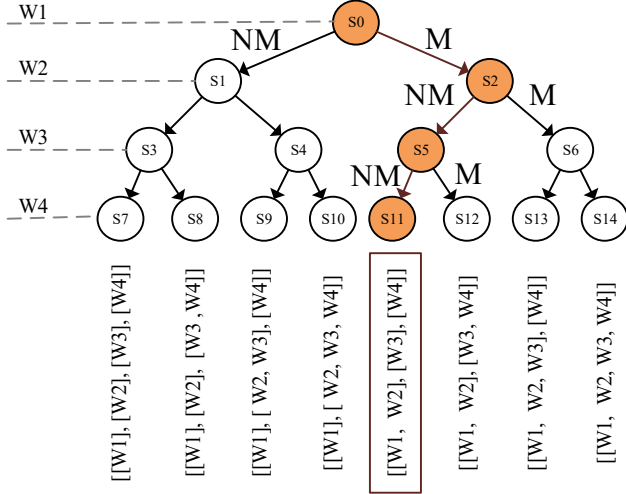 W1
S0
NM
M
W2
S1
S2
NM
M
W3
S3
S4
S5
S6
NM
M
W4
S7
S8
S9
S10
S11
S12
S13
S14
[[W1], [W2], [W3], [W4]]
[[W1], [W2], [W3 , W4]]
[[W1], [ W2, W3], [W4]]
[[W1], [ W2, W3, W4]]
[[W1, W2], [W3], [W4]]
[[W1, W2], [W3, W4]]
[[W1, W2, W3], [W4]]
[[W1, W2, W3, W4]]